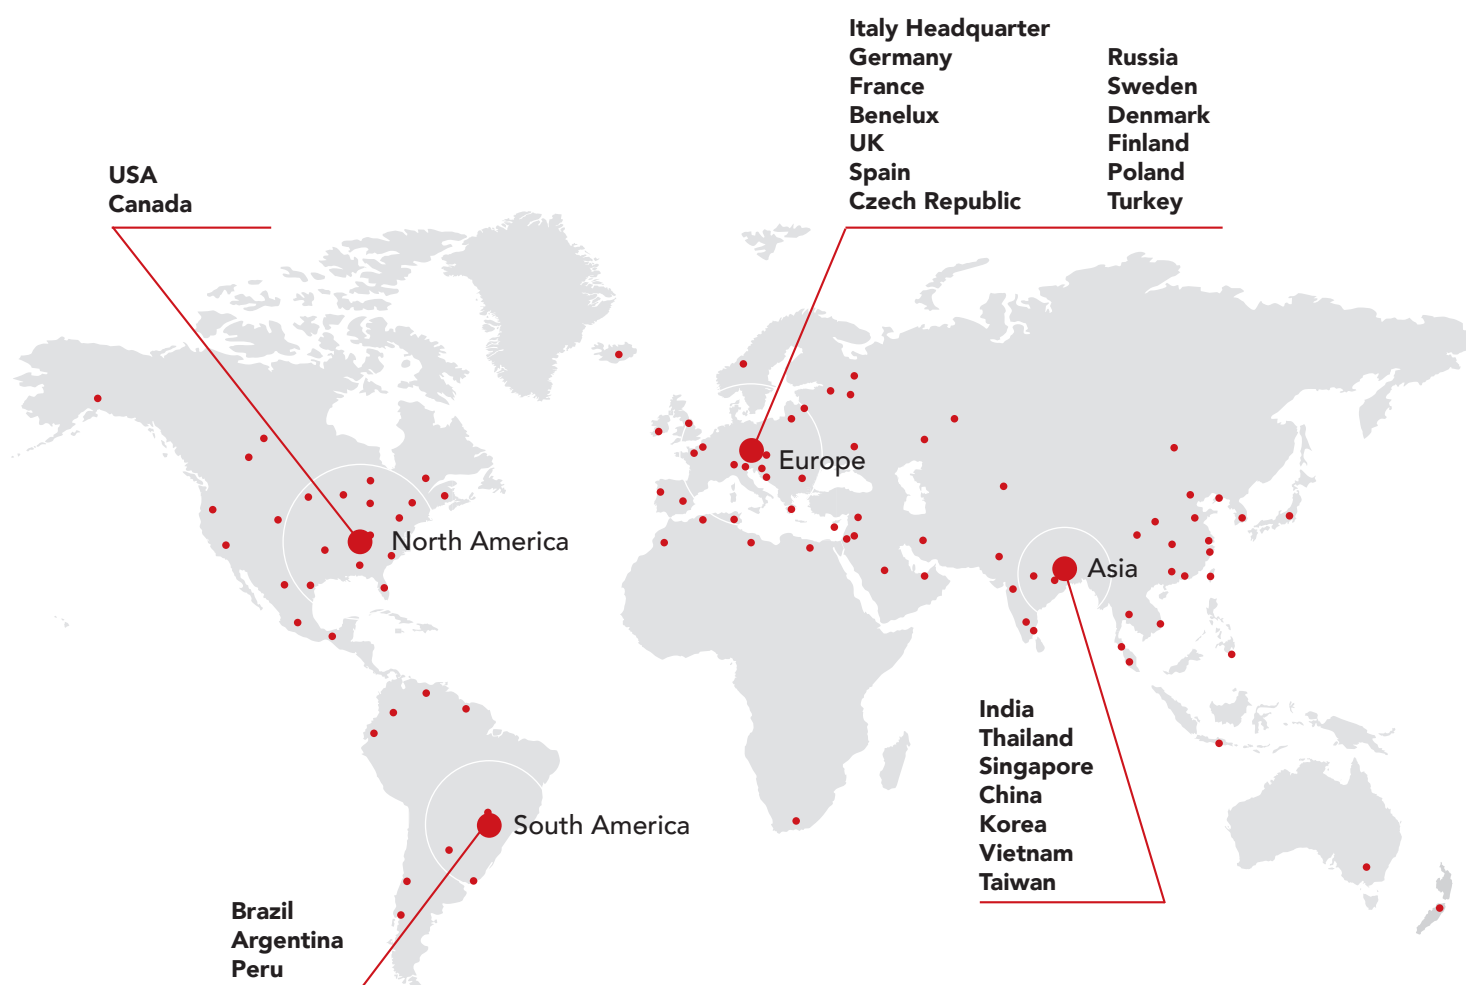 Italy Headquarter
Germany
France
Benelux
UK
Spain
Czech Republic
Russia
Sweden
Denmark
Finland
Poland
Turkey
USA
Canada
Europe
North America
Asia
India
Thailand
Singapore
China
Korea
Vietnam
Taiwan
South America
Brazil
Argentina
Peru